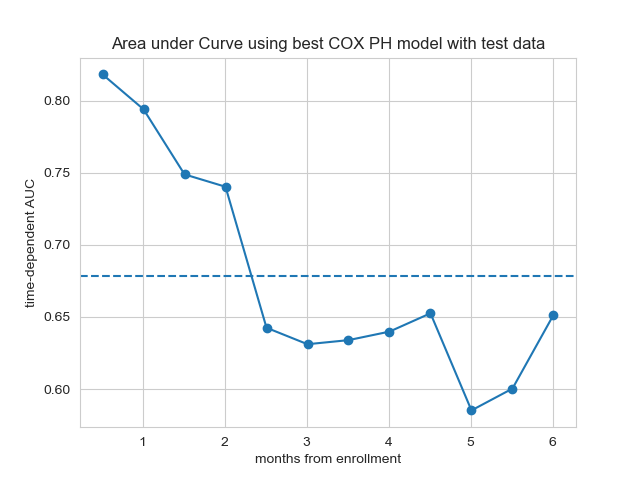 Area under Curve using best COX PH model with test data
time-dependent AUC
0.80
0.75
0.70
0.65
0.60
1 2 3 4 5 6
months from enrollment